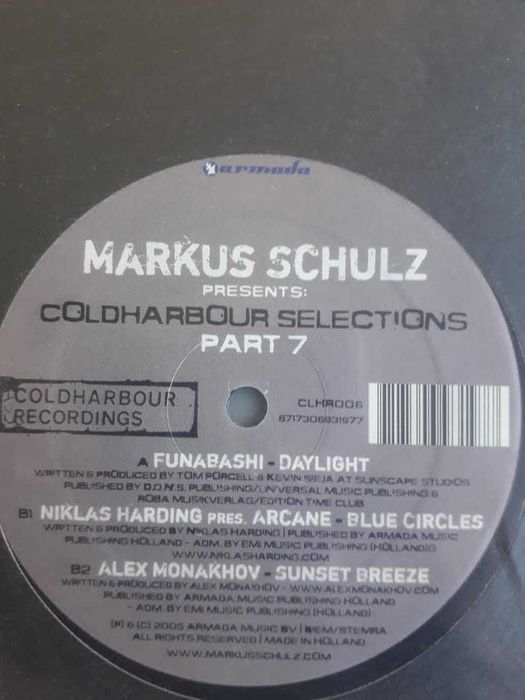 armada
MARKUS SCHULZ
PRESENTS:
COLDHARBOUR SELECTIONS
PART 7
COLDHARBOUR
RECORDINGS
CLHR006
8717306931977
A FUNABASHI - DAYLIGHT
WRITTEN & PRODUCED BY TOM PURCELL & KEVIN SIEJA AT SUNSCAPE STUDIOS
PUBLISHED BY D.O.N'S. PUBLISHING/UNIVERSAL MUSIC PUBLISHING &
ROBA MUSIKVERLAG/EDITION TIME CLUB
B1 NIKLAS HARDING PRES. ARCANE - BLUE CIRCLES
WRITTEN & PRODUCED BY NIKLAS HARDING | PUBLISHED BY ARMADA MUSIC
PUBLISHING HOLLAND - ADM. BY EMI MUSIC PUBLISHING (HOLLAND)
WWW.NIKLASHARDING.COM
B2 ALEX MONAKHOV - SUNSET BREEZE
WRITTEN & PRODUCED BY ALEX MONAKHOV - WWW.ALEXMONAKHOV.COM
PUBLISHED BY ARMADA MUSIC PUBLISHING HOLLAND
- ADM. BY EMI MUSIC PUBLISHING (HOLLAND)
(P) & (C) 2005 ARMADA MUSIC BV | BIEM/STEMRA
ALL RIGHTS RESERVED | MADE IN HOLLAND
WWW.MARKUSSCHULZ.COM